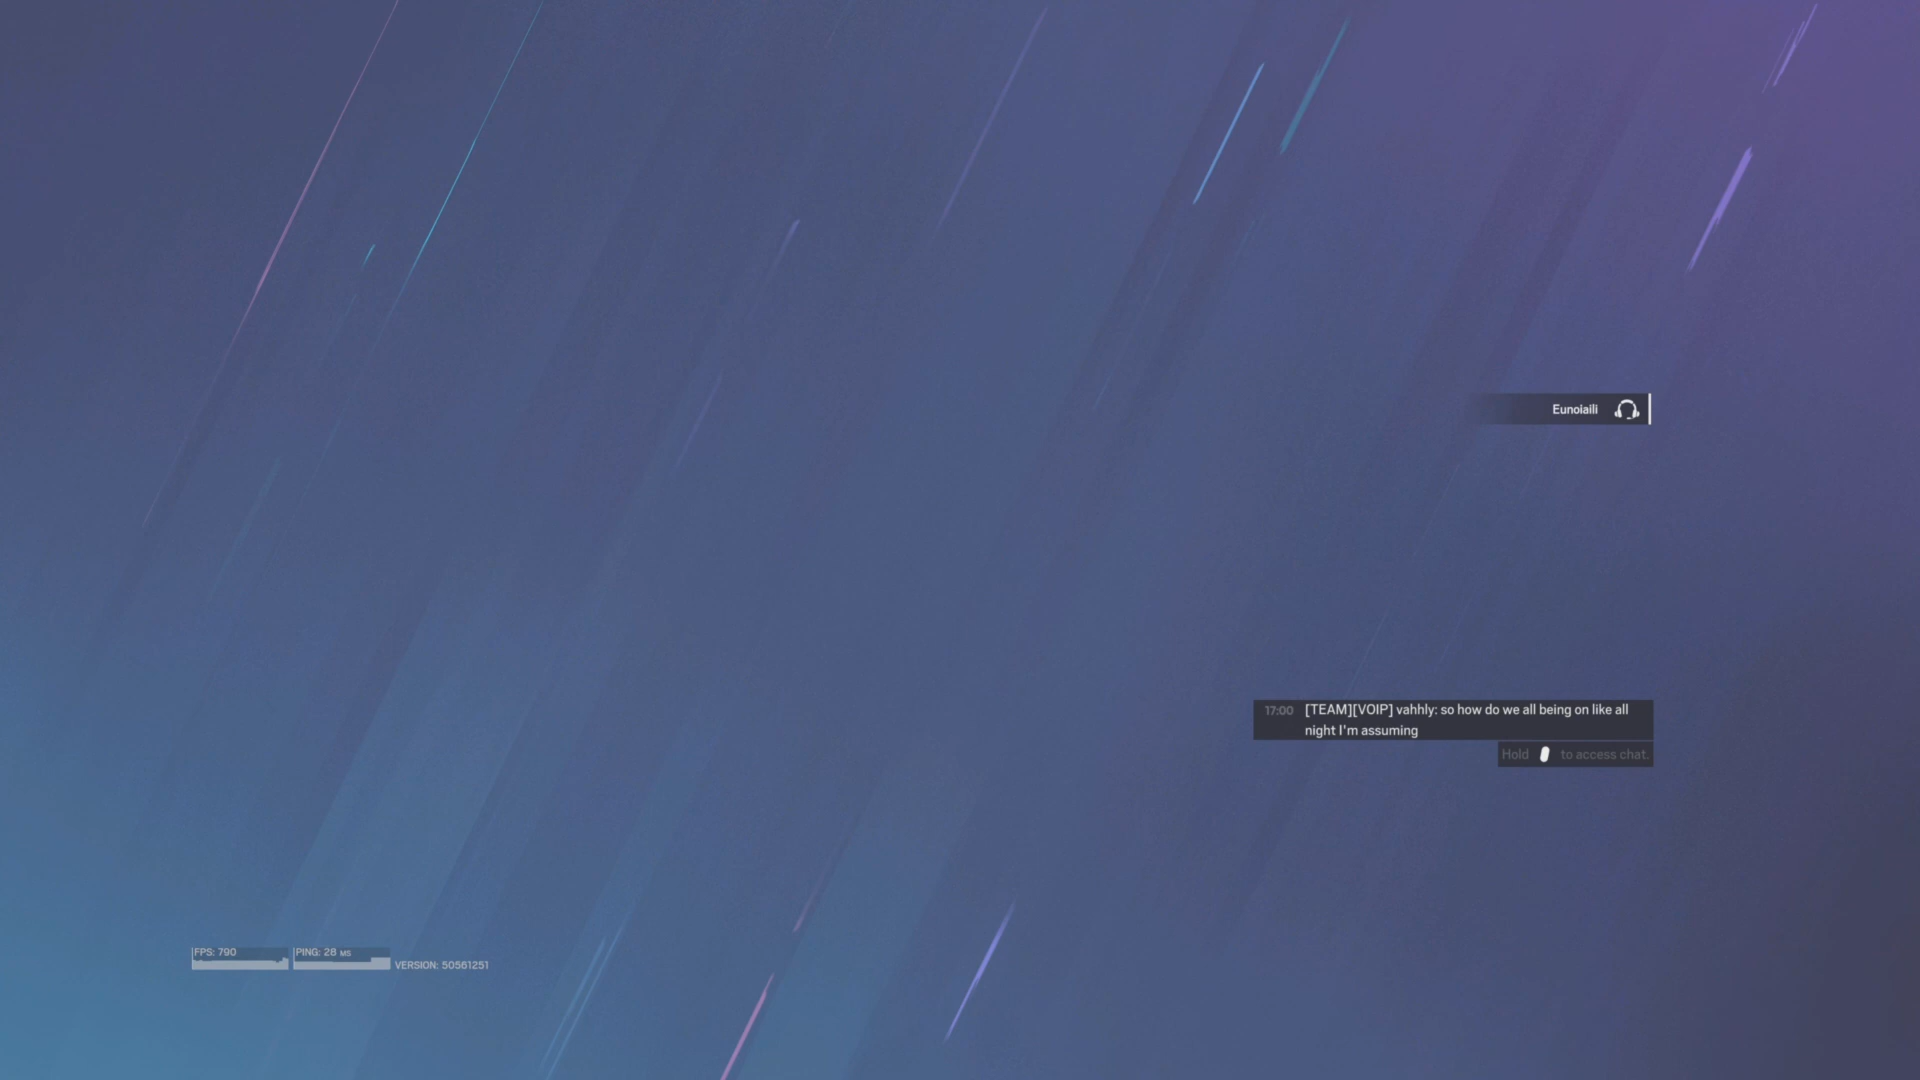 Eunoiaili
17:00 [TEAM][VOIP] vahhly: so how do we all being on like all
night I'm assuming
Hold to access chat.
FPS: 790 PING: 28 MS
VERSION: 50561251